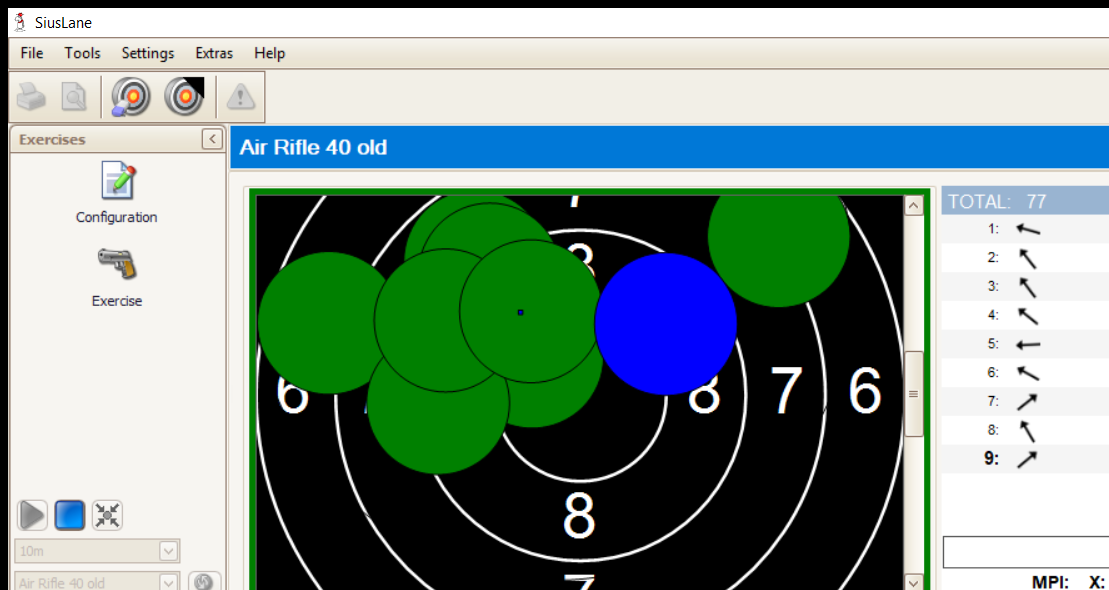 SiusLane
File Tools Settings Extras Help
Exercises
Air Rifle 40 old
Configuration
Exercise
TOTAL: 77
1:
2:
3:
4:
5:
6:
7:
8:
9:
7
8
6 8 7 6
8
7
10m
Air Rifle 40 old
MPI: X: